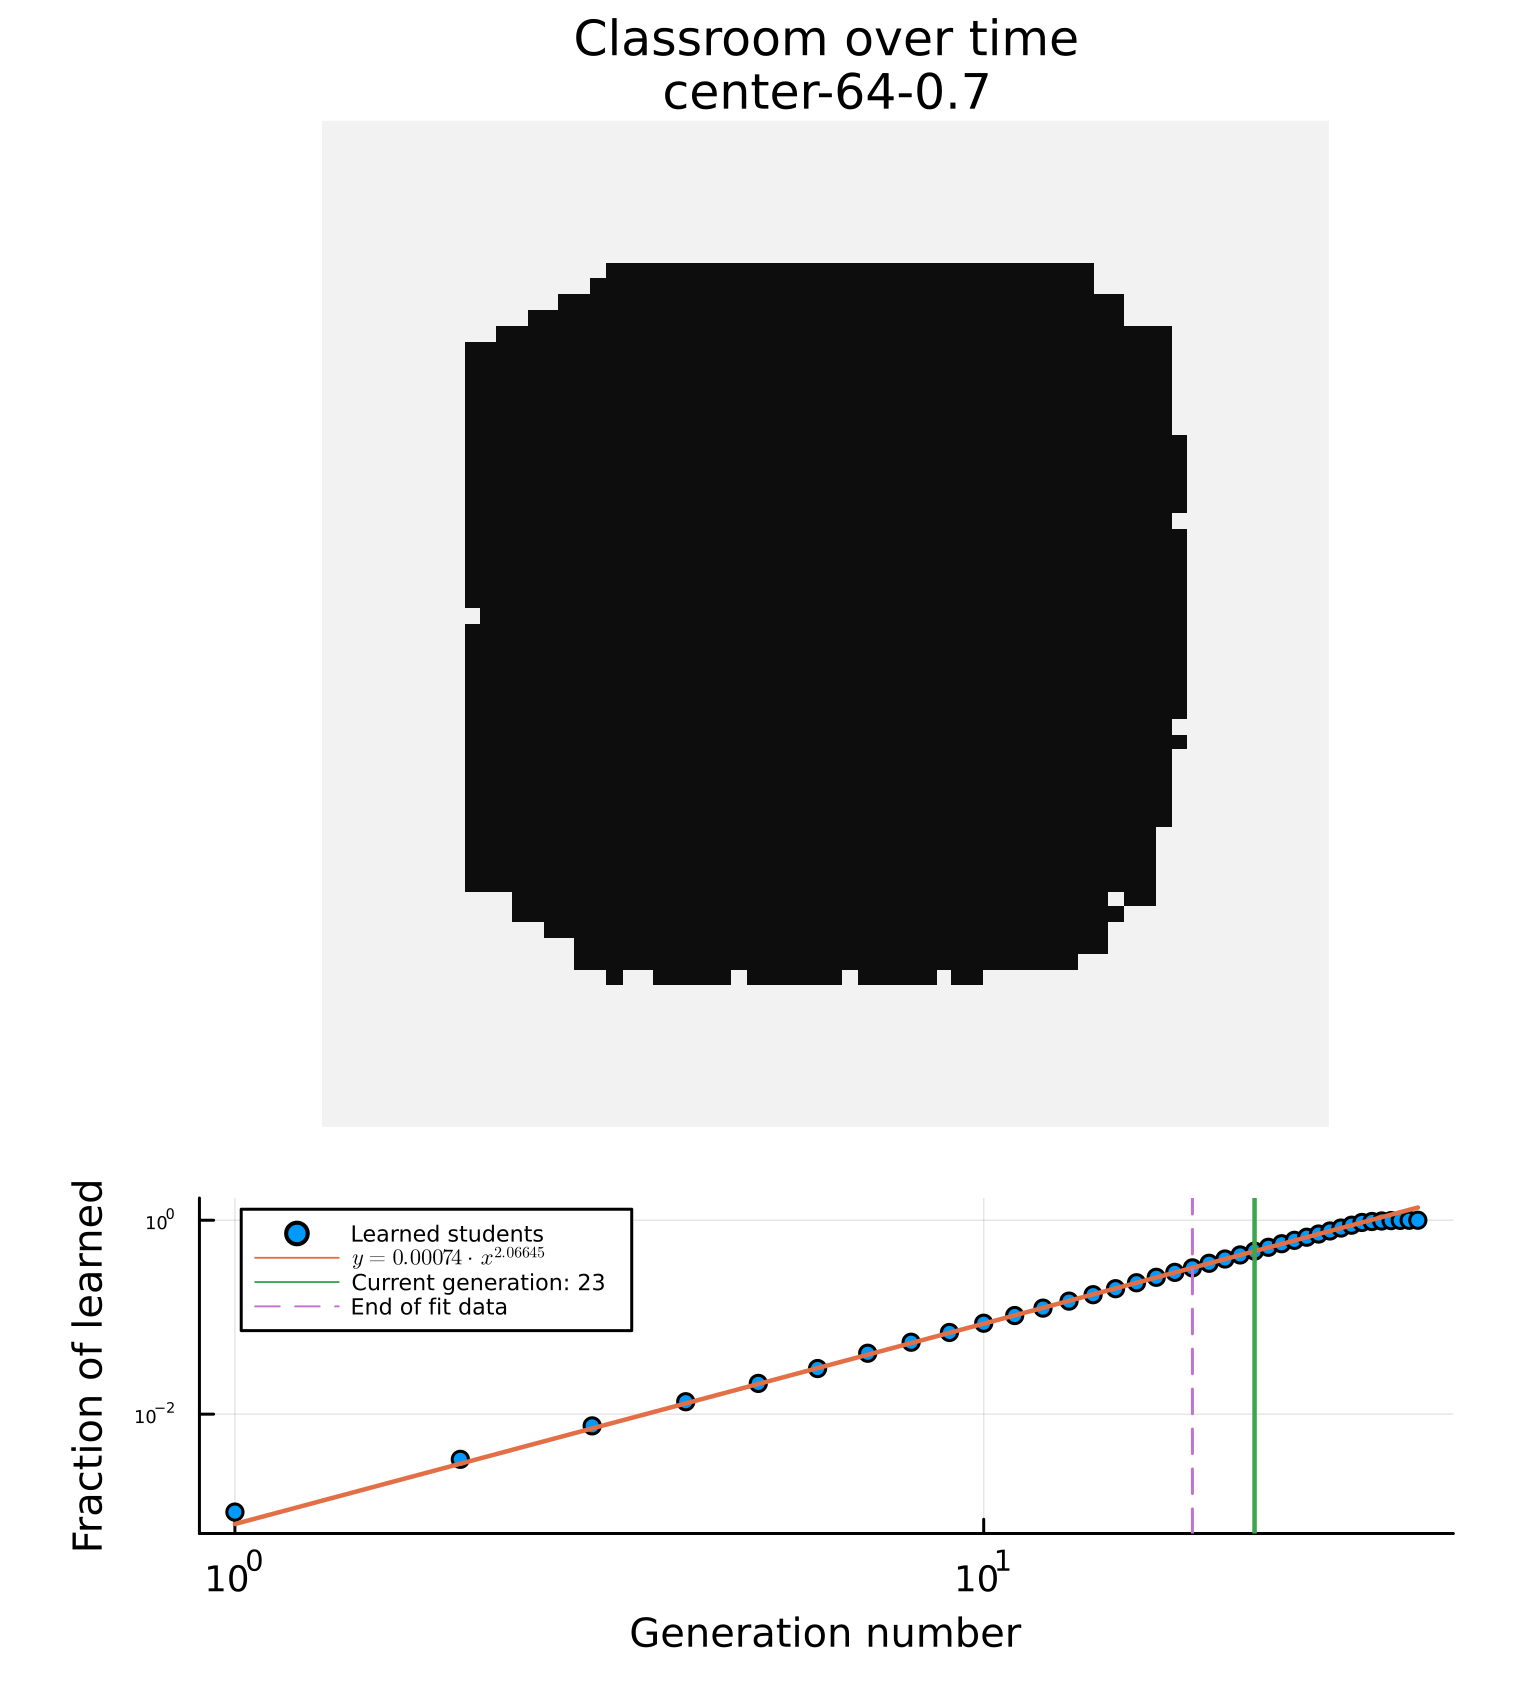 Classroom over time
center-64-0.7
Fraction of learned
10⁰
10⁻²
Learned students
y = 0.00074 · x^{2.06645}
Current generation: 23
End of fit data
10⁰
10¹
Generation number